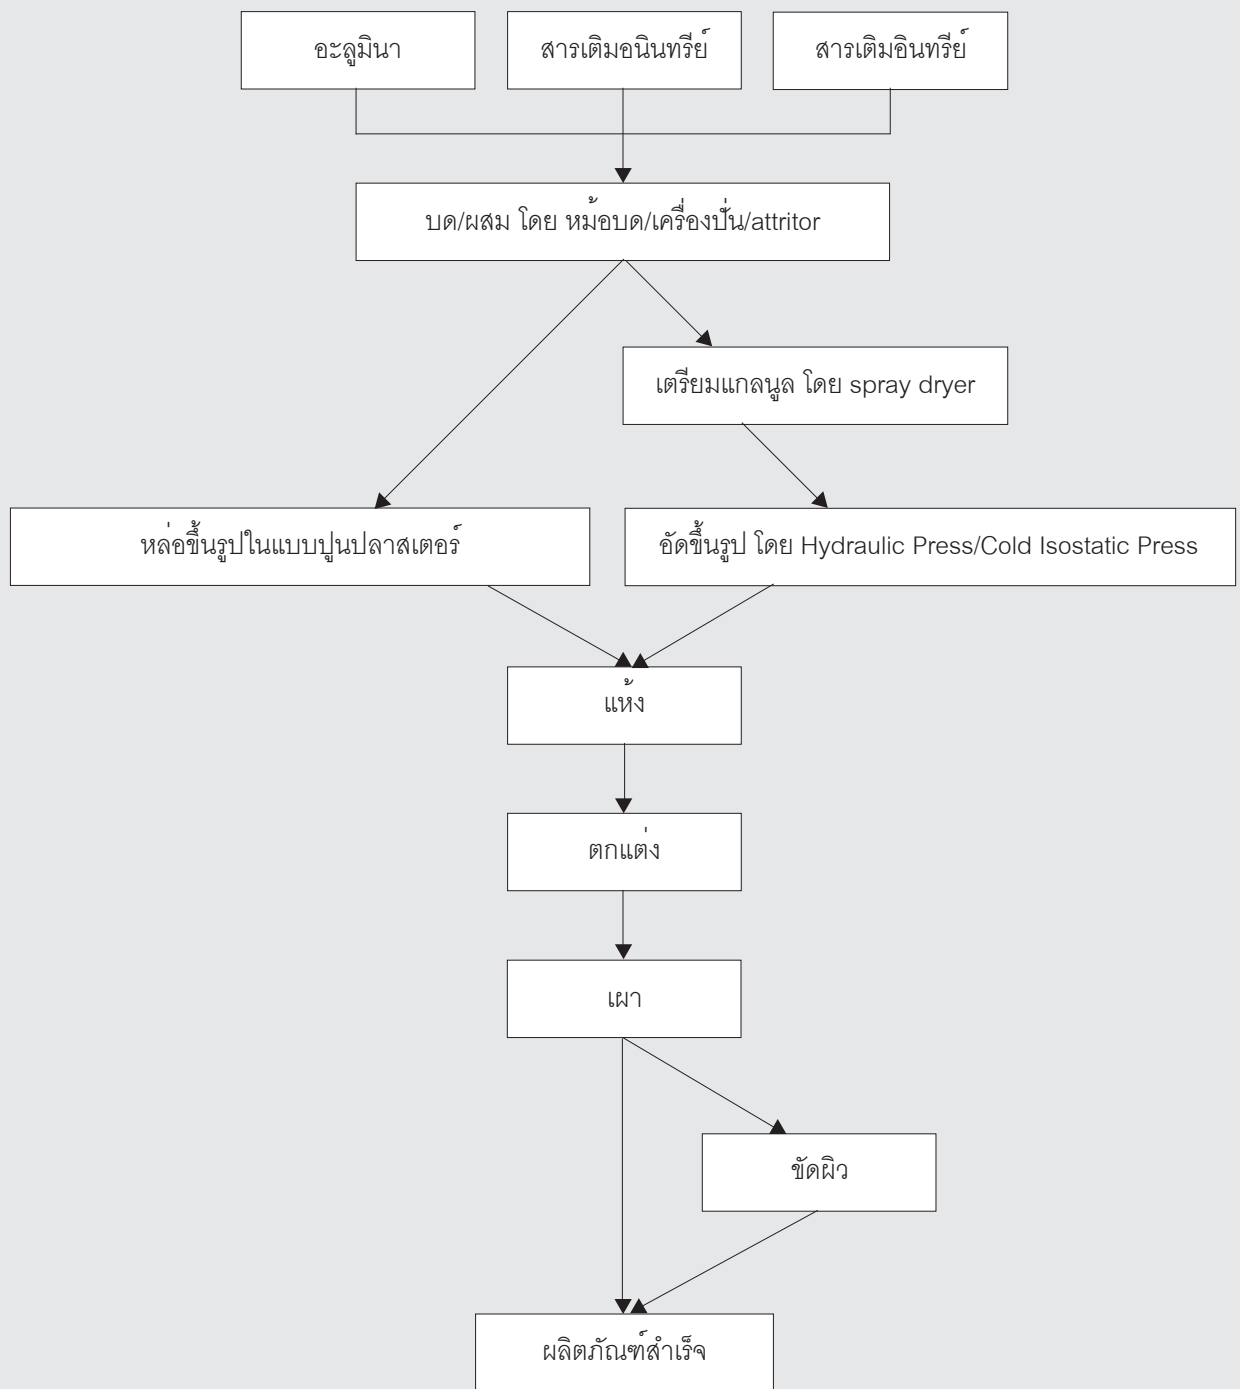 อะลูมินา
สารเติมอนินทรีย์
สารเติมอินทรีย์
บด/ผสม โดย หม้อบด/เครื่องปั่น/attritor
เตรียมแกลนูล โดย spray dryer
หล่อขึ้นรูปในแบบปูนปลาสเตอร์
อัดขึ้นรูป โดย Hydraulic Press/Cold Isostatic Press
แห้ง
ตกแต่ง
เผา
ขัดผิว
ผลิตภัณฑ์สำเร็จ